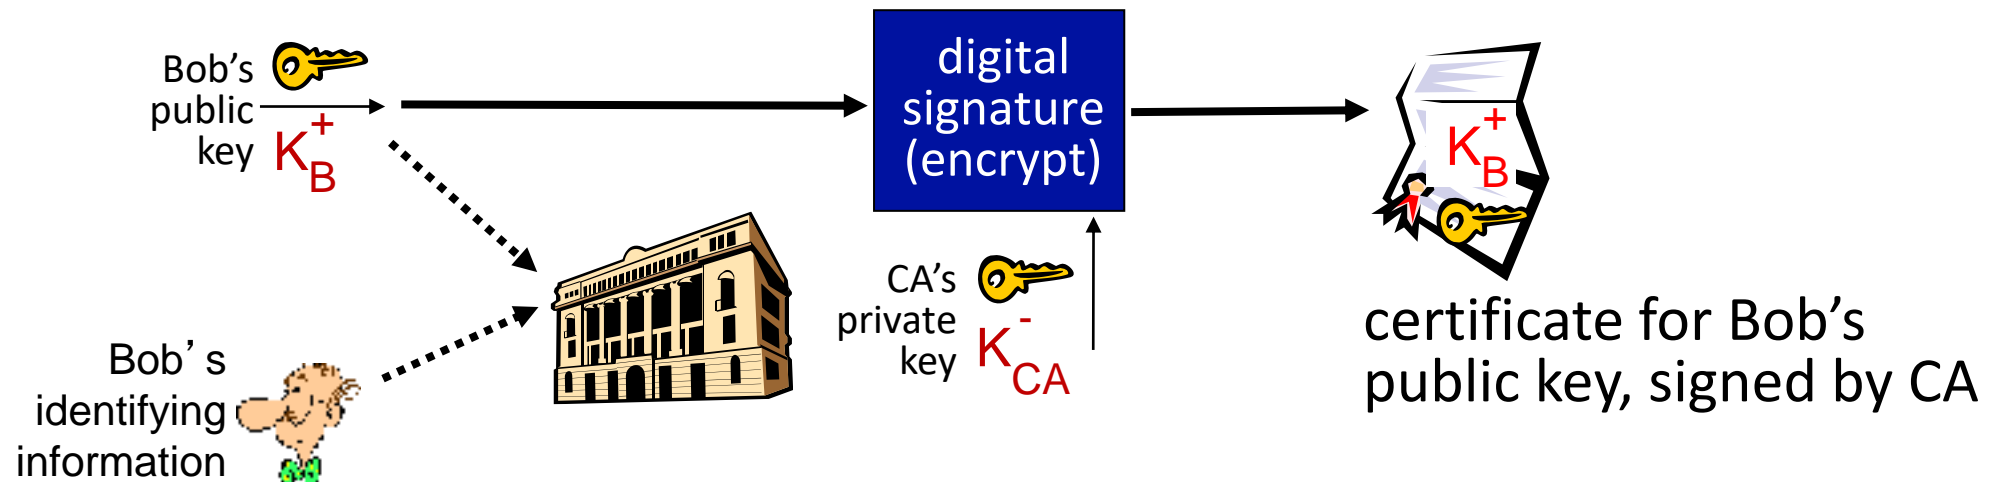 Bob’s
public
key
K+B
digital
signature
(encrypt)
K+B
CA’s
private
key
K-CA
certificate for Bob’s
public key, signed by CA
Bob’s
identifying
information